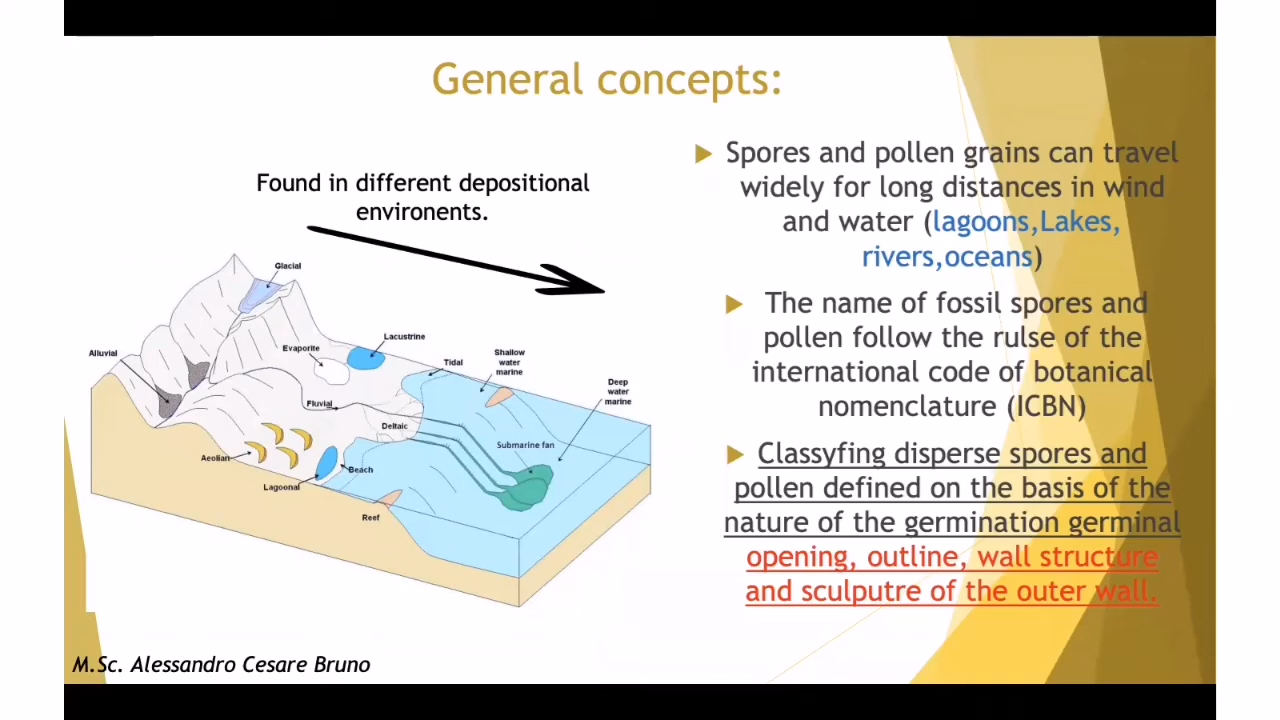 General concepts:
Found in different depositional
environents.
Glacial
Alluvial
Evaporite
Lacustrine
Tidal
Shallow
water
marine
Deep
water
marine
Fluvial
Deltaic
Submarine fan
Aeolian
Beach
Lagoonal
Reef
Spores and pollen grains can travel
widely for long distances in wind
and water (lagoons,Lakes,
rivers,oceans)
The name of fossil spores and
pollen follow the rulse of the
international code of botanical
nomenclature (ICBN)
Classyfing disperse spores and
pollen defined on the basis of the
nature of the germination germinal
opening, outline, wall structure
and sculputre of the outer wall.
M.Sc. Alessandro Cesare Bruno